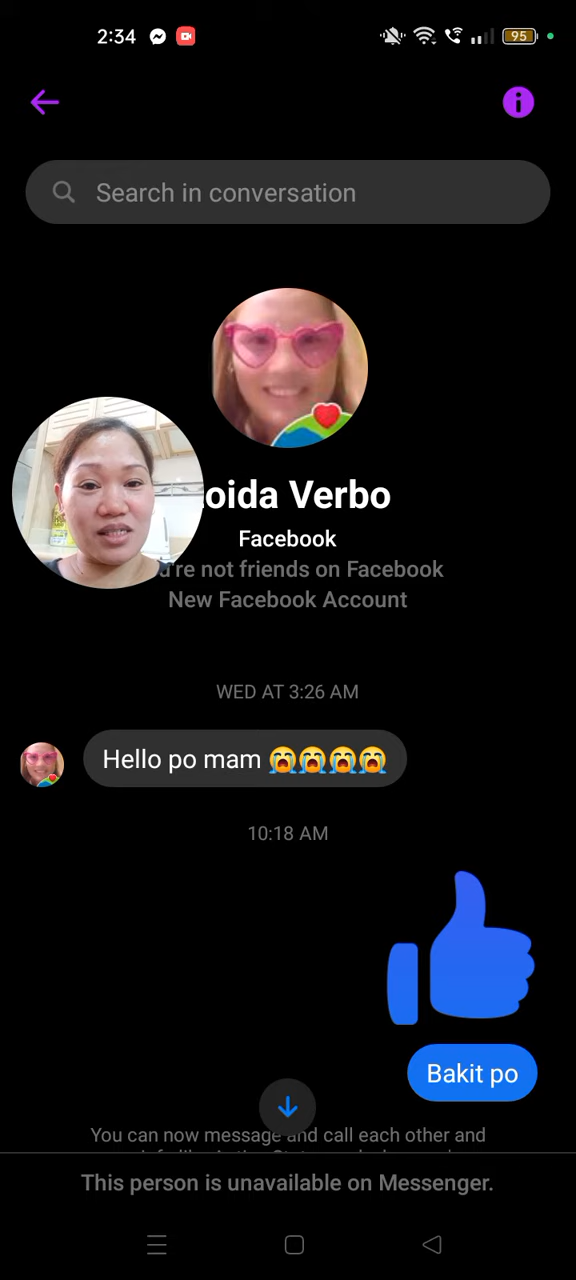 2:34
95
Search in conversation
oida Verbo
Facebook
're not friends on Facebook
New Facebook Account
WED AT 3:26 AM
Hello po mam 😭😭😭😭
10:18 AM
Bakit po
You can now message and call each other and
This person is unavailable on Messenger.